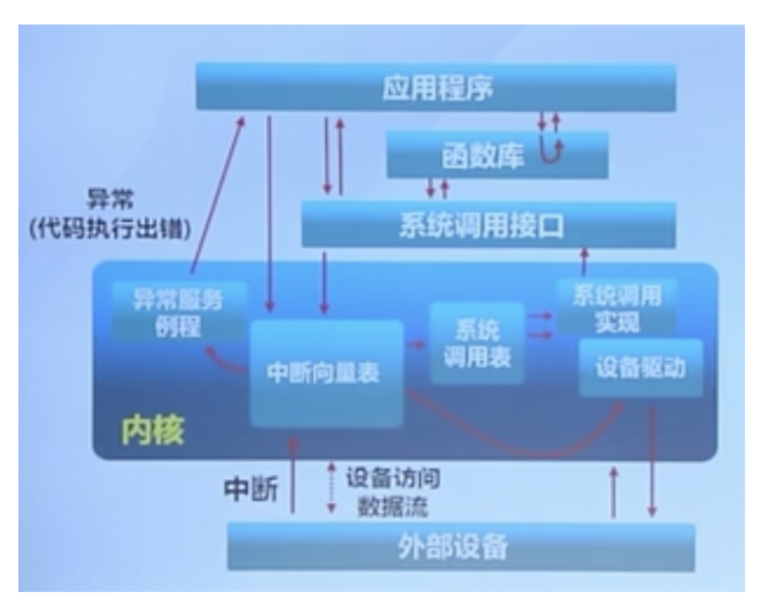 应用程序
函数库
异常
(代码执行出错)
系统调用接口
异常服务
例程
中断向量表
系统
调用表
系统调用
实现
设备驱动
内核
中断
设备访问
数据流
外部设备